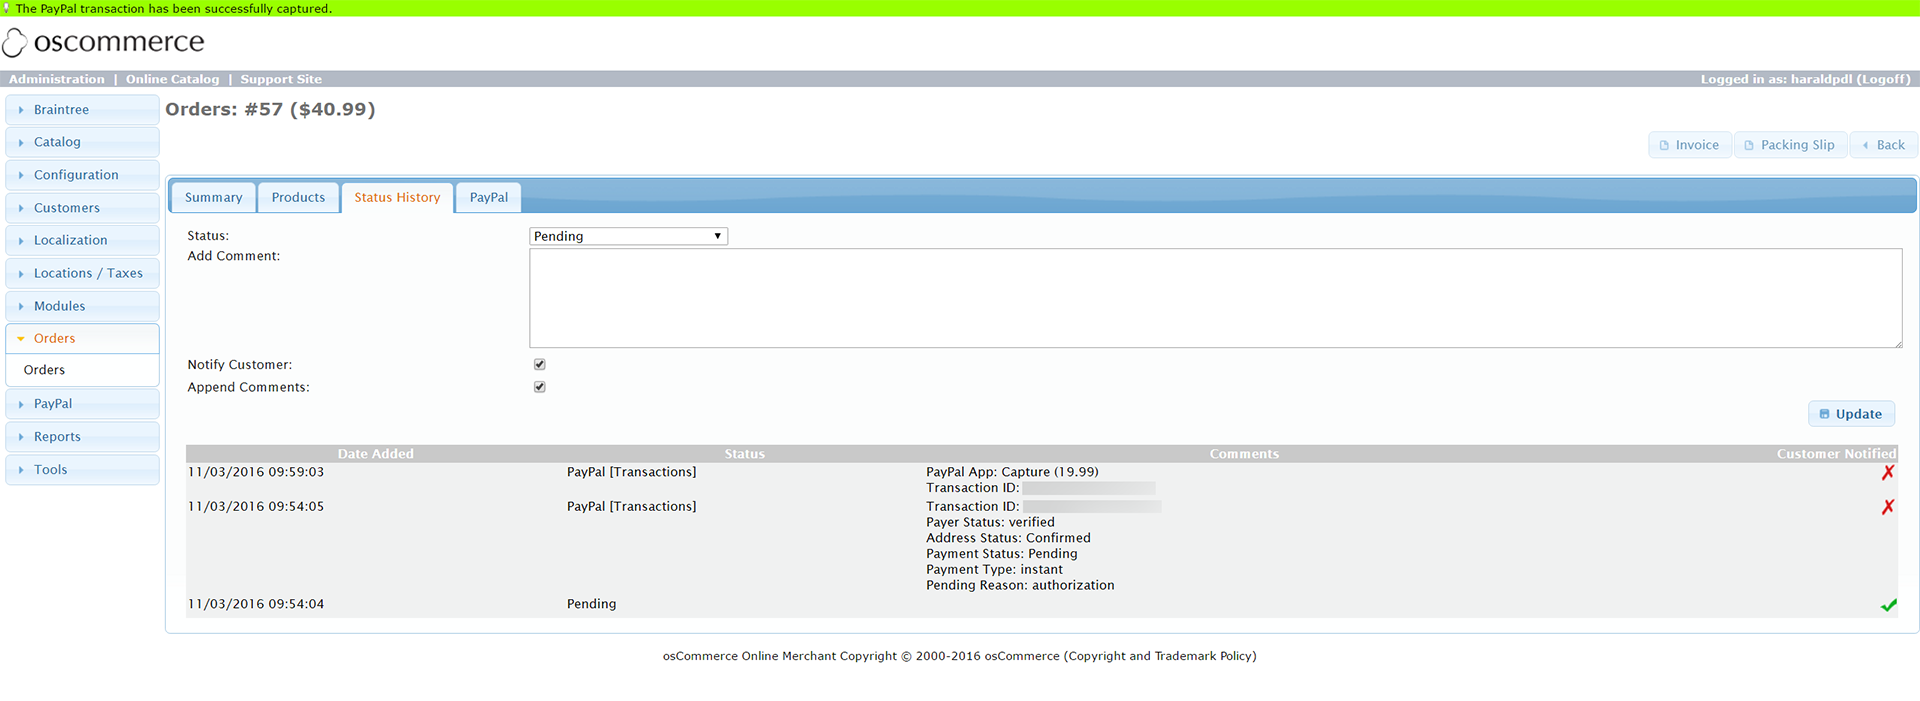 The PayPal transaction has been successfully captured.
oscommerce
Administration | Online Catalog | Support Site
Logged in as: haraldpdl (Logoff)
Braintree
Catalog
Configuration
Customers
Localization
Locations / Taxes
Modules
Orders
Orders
PayPal
Reports
Tools
Orders: #57 ($40.99)
Invoice
Packing Slip
Back
Summary
Products
Status History
PayPal
Status:
Pending
Add Comment:
Notify Customer:
Append Comments:
Update
Date Added Status Comments Customer Notified
11/03/2016 09:59:03 PayPal [Transactions] PayPal App: Capture (19.99)
Transaction ID:
11/03/2016 09:54:05 PayPal [Transactions] Transaction ID:
Payer Status: verified
Address Status: Confirmed
Payment Status: Pending
Payment Type: instant
Pending Reason: authorization
11/03/2016 09:54:04 Pending
osCommerce Online Merchant Copyright © 2000-2016 osCommerce (Copyright and Trademark Policy)